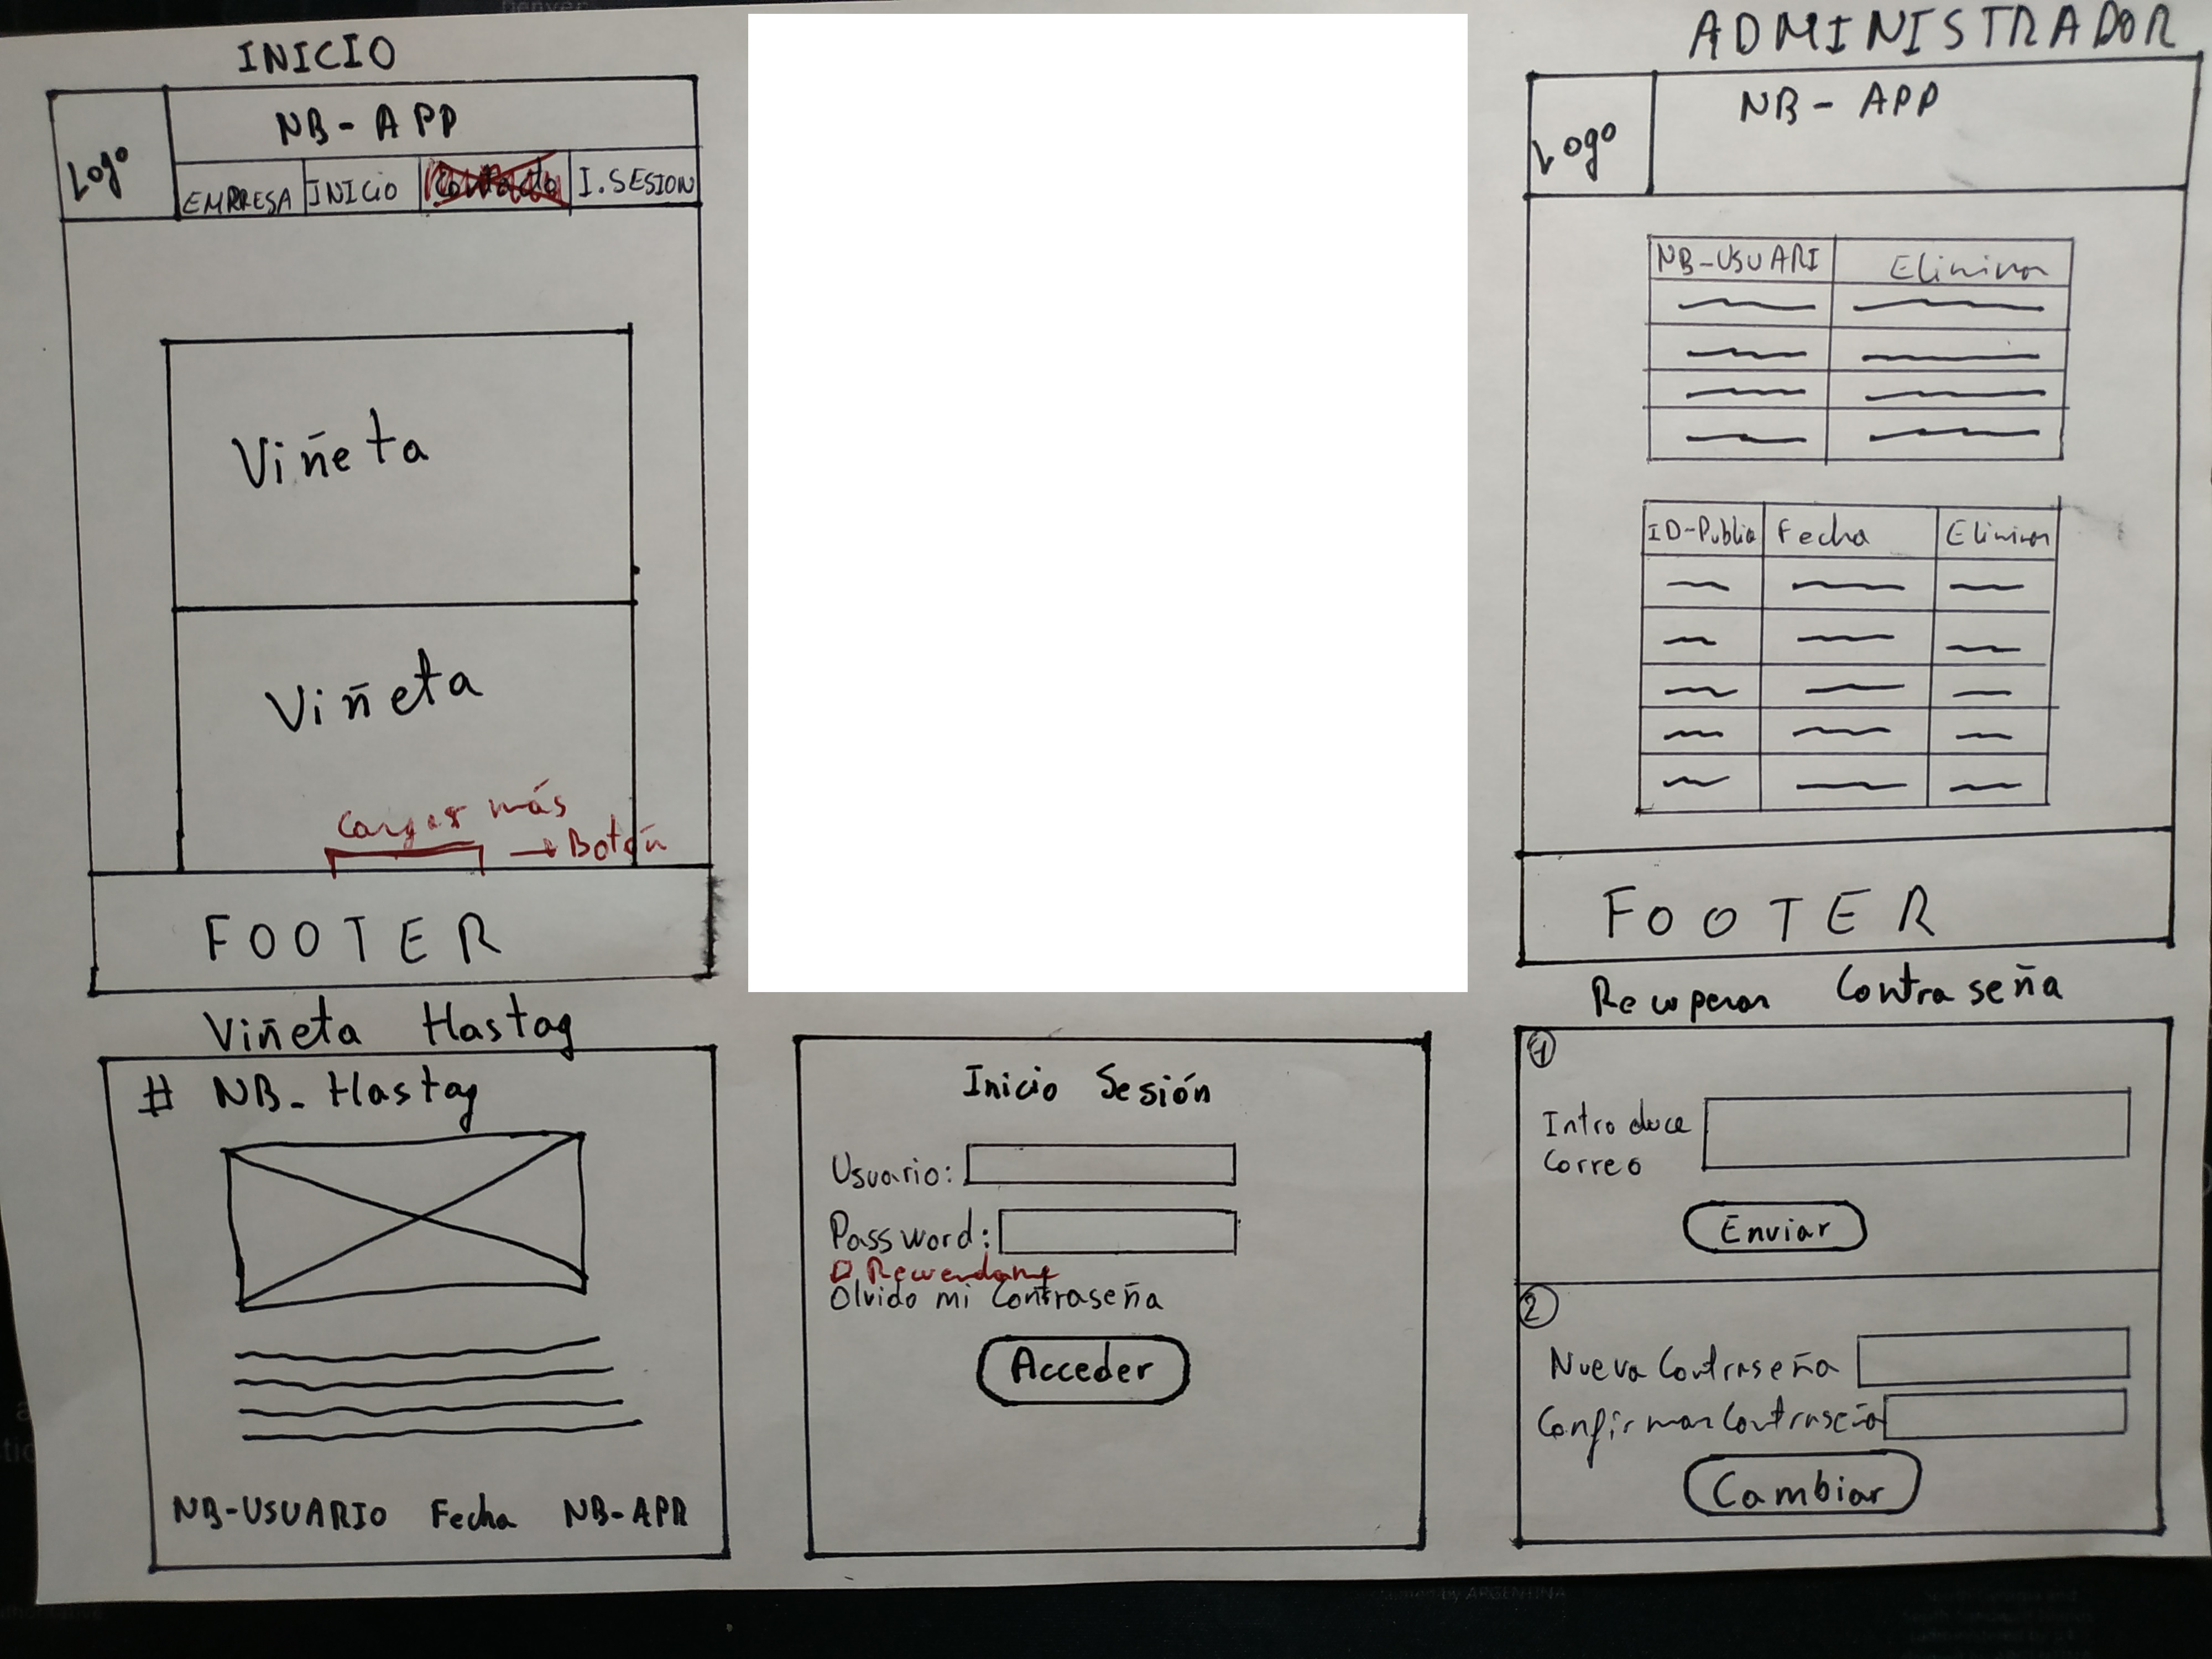 INICIO
NB-APP
Logo
EMPRESA INICIO I.SESION
Viñeta
Viñeta
Cargar más
→ Botón
FOOTER
ADMINISTRADOR
NB-APP
Logo
NB-USUARI Eliminar
ID-Public Fecha Eliminar
FOOTER
Viñeta Hastag
# NB_Hastag
NB-USUARIO Fecha NB-APP
Inicio Sesión
Usuario:
Password:
Recuerdame
Olvido mi Contraseña
Acceder
Recuperar Contraseña
1
Introduce
Correo
Enviar
2
Nueva Contraseña
Confirmar Contraseña
Cambiar